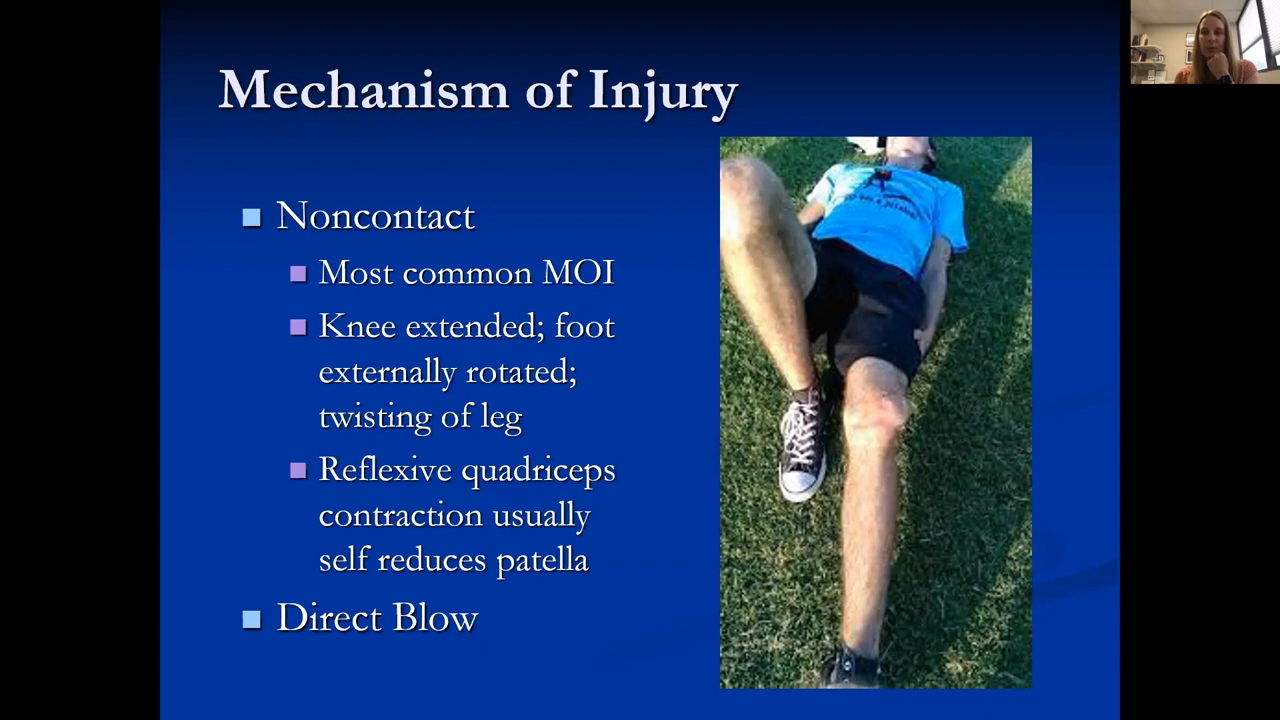 Mechanism of Injury
Noncontact
Most common MOI
Knee extended; foot
externally rotated;
twisting of leg
Reflexive quadriceps
contraction usually
self reduces patella
Direct Blow